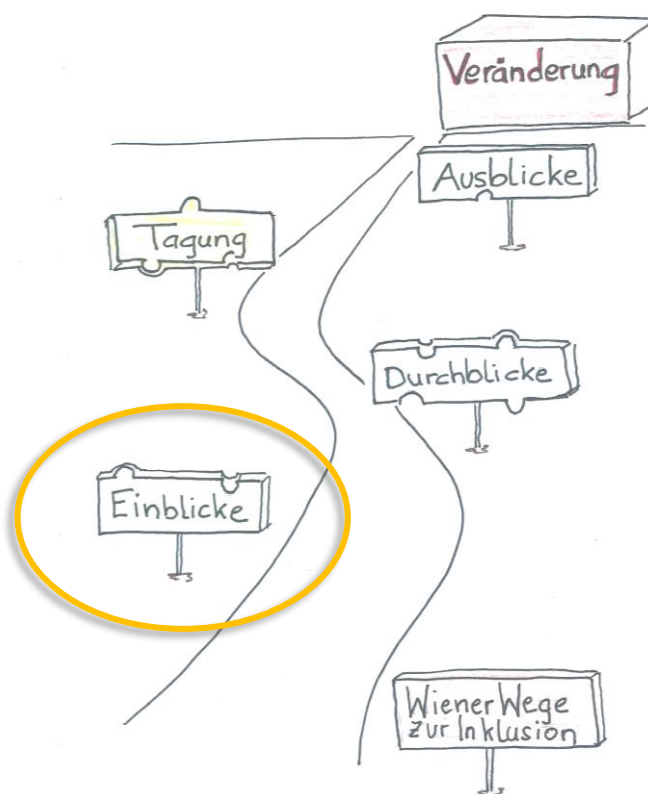 Veränderung
Ausblicke
Tagung
Durchblicke
Einblicke
Wiener Wege
zur Inklusion